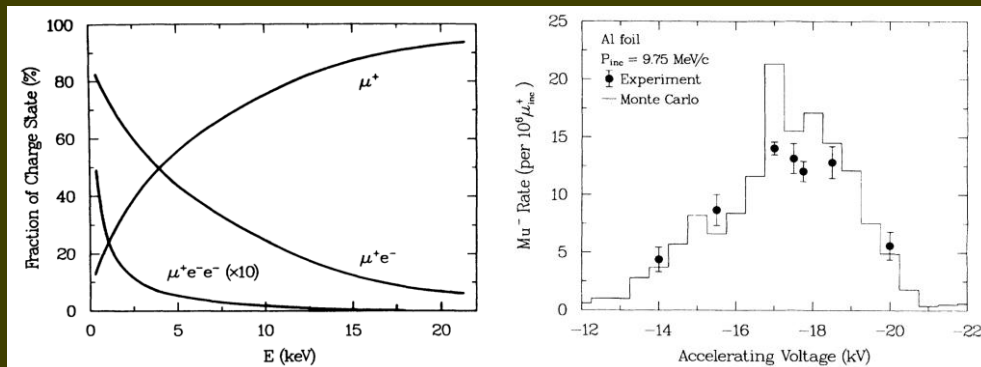 100
80
60
40
20
0
Fraction of Charge State (%)
μ⁺
μ⁺e⁻
μ⁺e⁻e⁻ (×10)
0 5 10 15 20
E (keV)
25
20
15
10
5
0
Mu⁻ Rate (per 10⁶μ⁺inc)
Al foil
Pinc = 9.75 MeV/c
Experiment
Monte Carlo
−12 −14 −16 −18 −20 −22
Accelerating Voltage (kV)